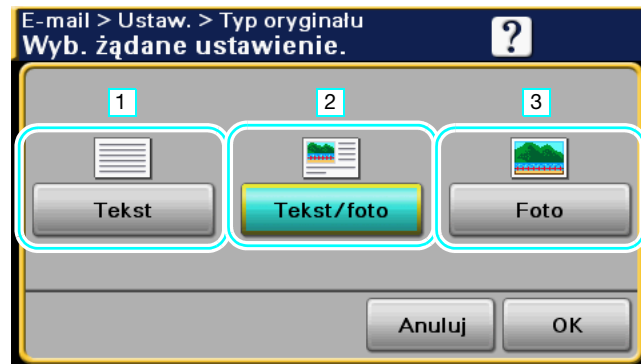 E-mail > Ustaw. > Typ oryginału
Wyb. żądane ustawienie.
?
1 2 3
Tekst Tekst/foto Foto
Anuluj OK